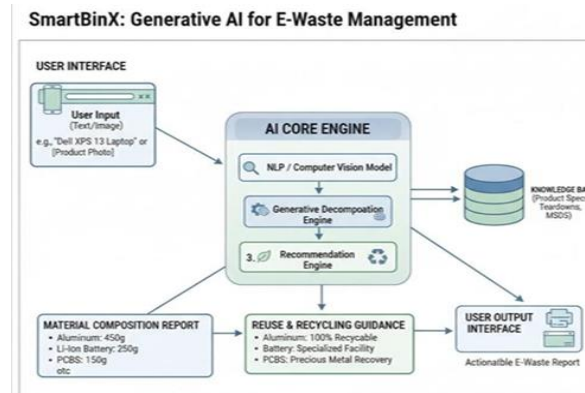 SmartBinX: Generative AI for E-Waste Management
USER INTERFACE
User Input
(Text/Image)
e.g., "Dell XPS 13 Laptop" or
[Product Photo]
AI CORE ENGINE
NLP / Computer Vision Model
Generative Decompoation
Engine
3. Recommendation
Engine
KNOWLEDGE BA
(Product Specs
Teardowns,
MSDS)
MATERIAL COMPOSITION REPORT
• Aluminum: 450g
• Li-Ion Battery: 250g
• PCBS: 150g
otc
REUSE & RECYCLING GUIDANCE
• Aluminum: 100% Recyclable
• Battery: Specialized Facility
• PCBS: Precious Metal Recovery
USER OUTPUT
INTERFACE
Actionailble E-Waste Report